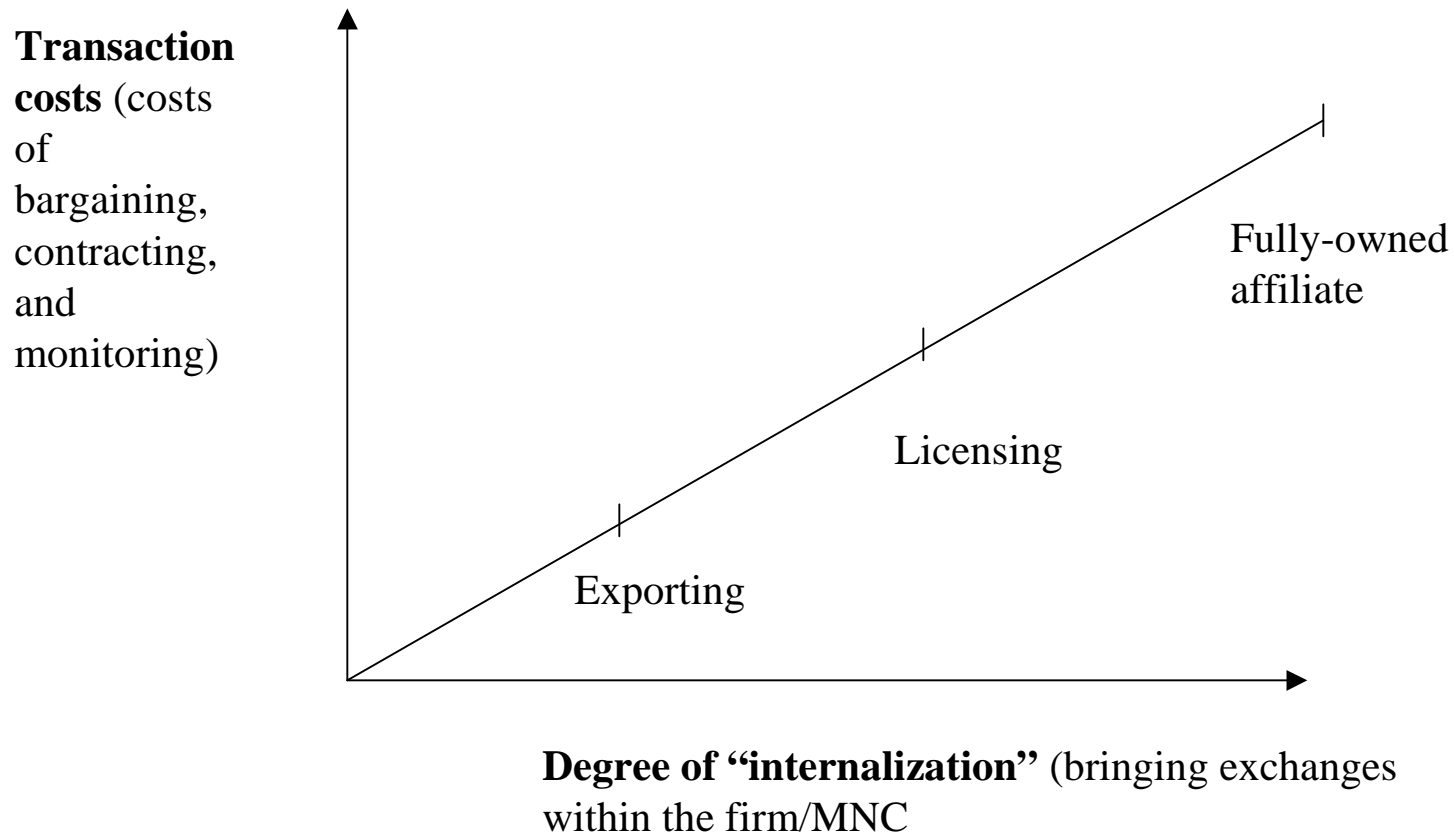 Transaction
costs (costs
of
bargaining,
contracting,
and
monitoring)
Fully-owned
affiliate
Licensing
Exporting
Degree of “internalization” (bringing exchanges
within the firm/MNC